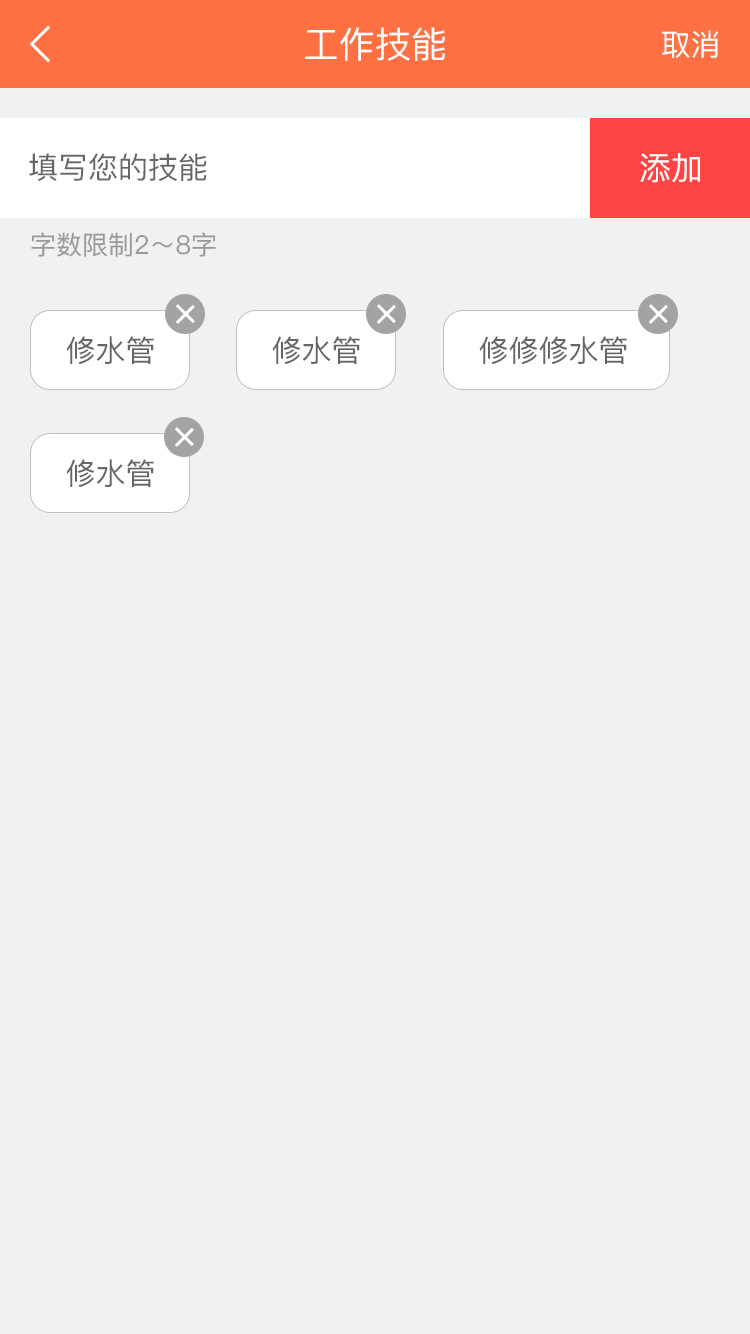 工作技能 取消
填写您的技能 添加
字数限制2～8字
修水管 修水管 修修修水管
修水管